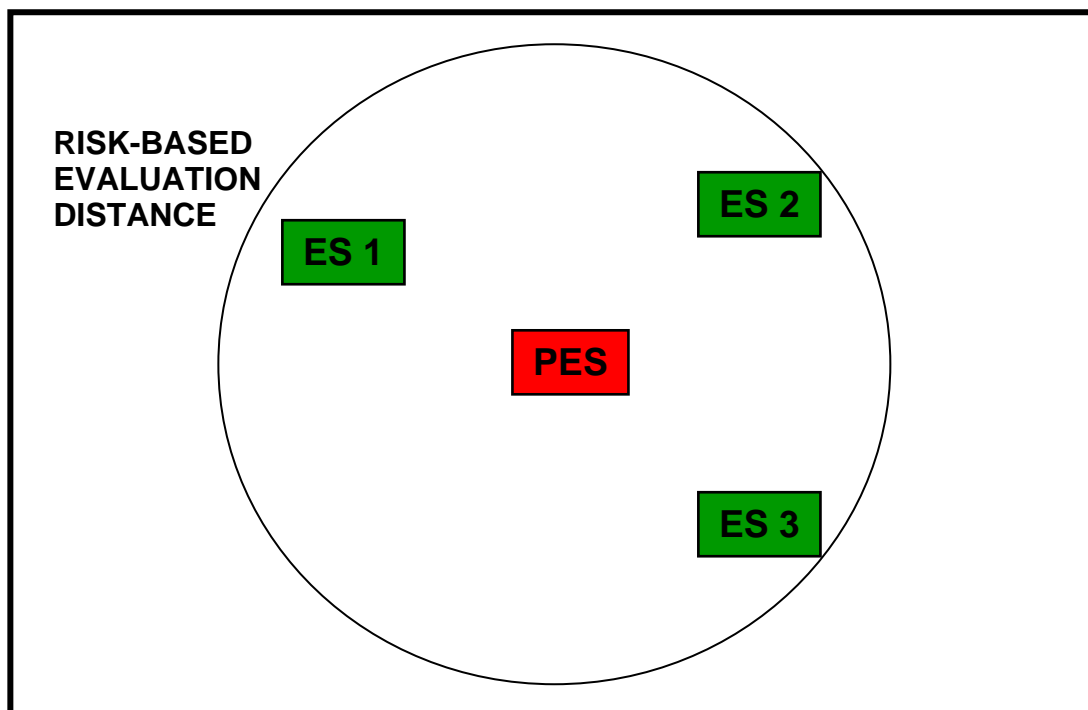 RISK-BASED
EVALUATION
DISTANCE
ES 2
ES 1
PES
ES 3